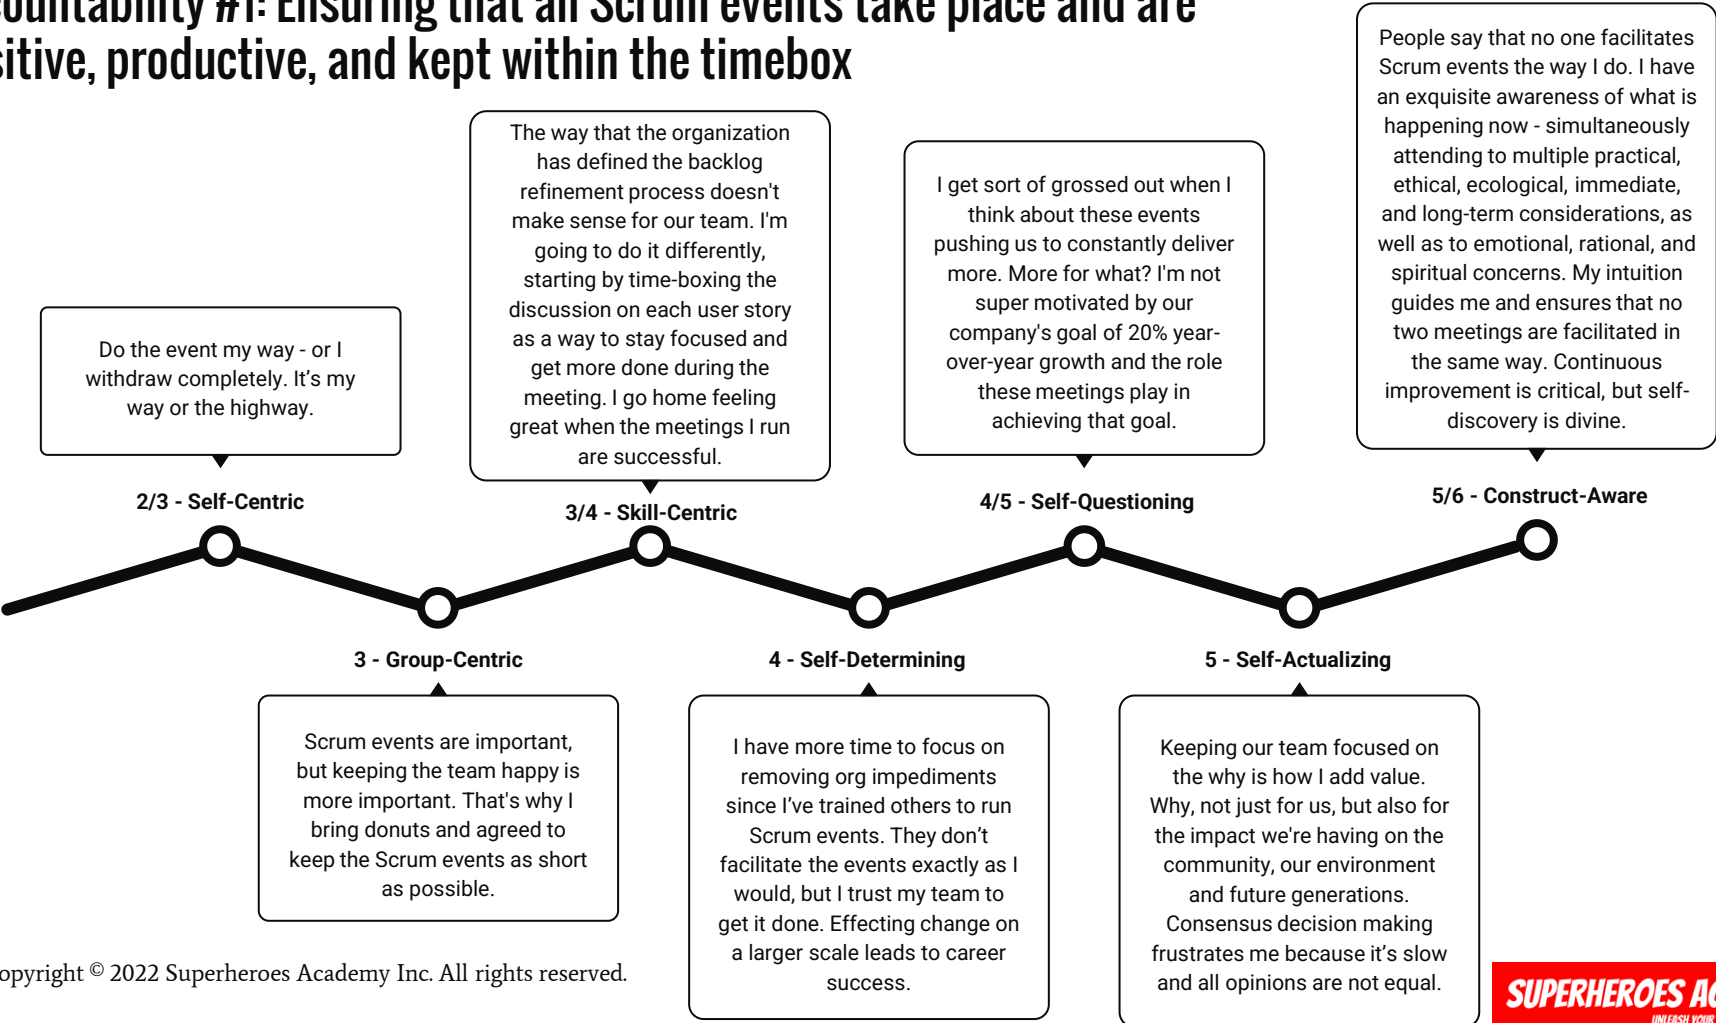 countability #1: Ensuring that all Scrum events take place and are
sitive, productive, and kept within the timebox
Do the event my way - or I
withdraw completely. It’s my
way or the highway.
2/3 - Self-Centric
The way that the organization
has defined the backlog
refinement process doesn't
make sense for our team. I'm
going to do it differently,
starting by time-boxing the
discussion on each user story
as a way to stay focused and
get more done during the
meeting. I go home feeling
great when the meetings I run
are successful.
3/4 - Skill-Centric
I get sort of grossed out when I
think about these events
pushing us to constantly deliver
more. More for what? I'm not
super motivated by our
company's goal of 20% year-
over-year growth and the role
these meetings play in
achieving that goal.
4/5 - Self-Questioning
People say that no one facilitates
Scrum events the way I do. I have
an exquisite awareness of what is
happening now - simultaneously
attending to multiple practical,
ethical, ecological, immediate,
and long-term considerations, as
well as to emotional, rational, and
spiritual concerns. My intuition
guides me and ensures that no
two meetings are facilitated in
the same way. Continuous
improvement is critical, but self-
discovery is divine.
5/6 - Construct-Aware
3 - Group-Centric
Scrum events are important,
but keeping the team happy is
more important. That's why I
bring donuts and agreed to
keep the Scrum events as short
as possible.
4 - Self-Determining
I have more time to focus on
removing org impediments
since I’ve trained others to run
Scrum events. They don’t
facilitate the events exactly as I
would, but I trust my team to
get it done. Effecting change on
a larger scale leads to career
success.
5 - Self-Actualizing
Keeping our team focused on
the why is how I add value.
Why, not just for us, but also for
the impact we're having on the
community, our environment
and future generations.
Consensus decision making
frustrates me because it’s slow
and all opinions are not equal.
opyright © 2022 Superheroes Academy Inc. All rights reserved.
SUPERHEROES AC
UNLEASH YOUR